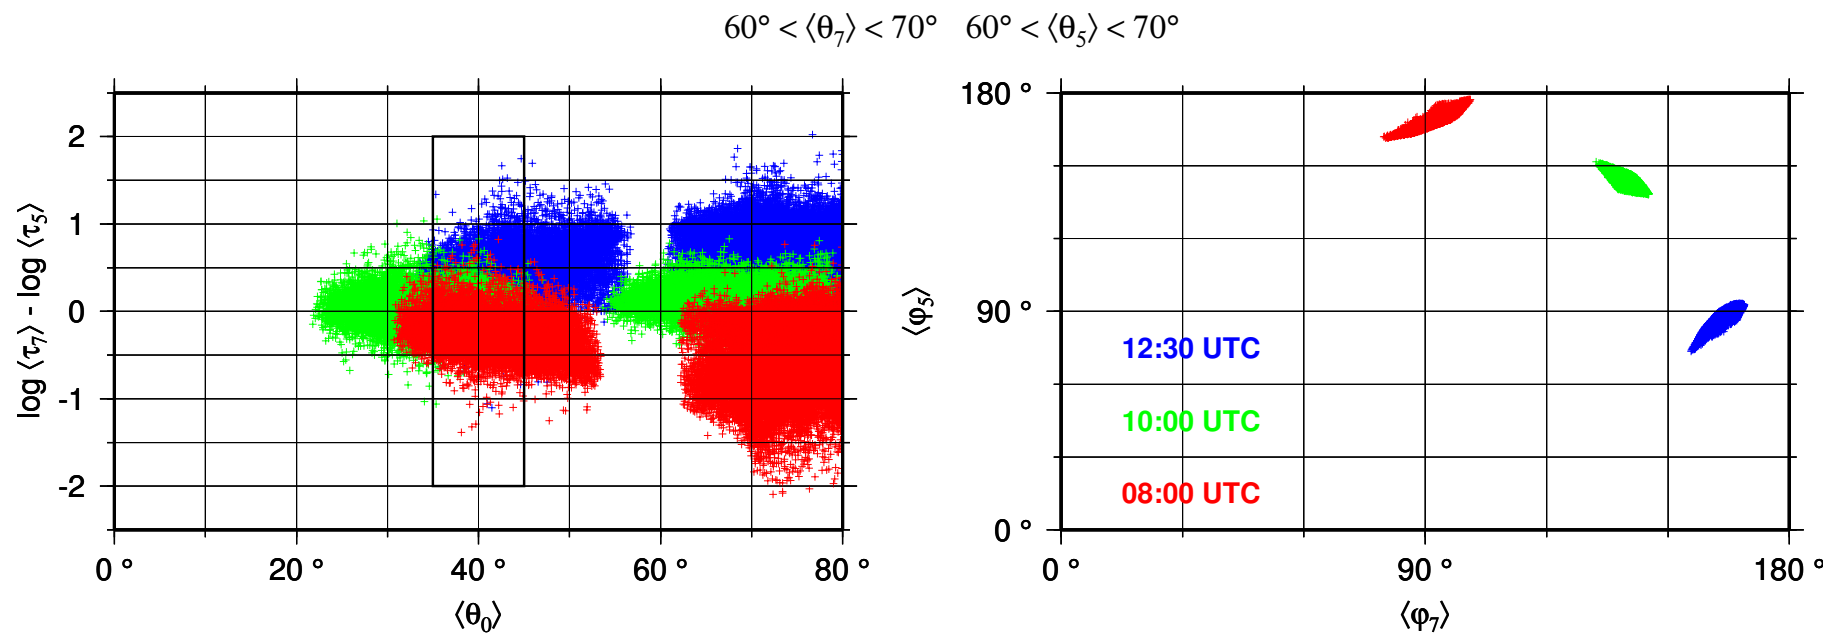 60° < ⟨θ7⟩ < 70° 60° < ⟨θ5⟩ < 70°
log ⟨τ7⟩ - log ⟨τ5⟩
2
1
0
-1
-2
0 ° 20 ° 40 ° 60 ° 80 °
⟨θ0⟩
⟨φ5⟩
180 °
90 °
0 °
12:30 UTC
10:00 UTC
08:00 UTC
0 ° 90 ° 180 °
⟨φ7⟩